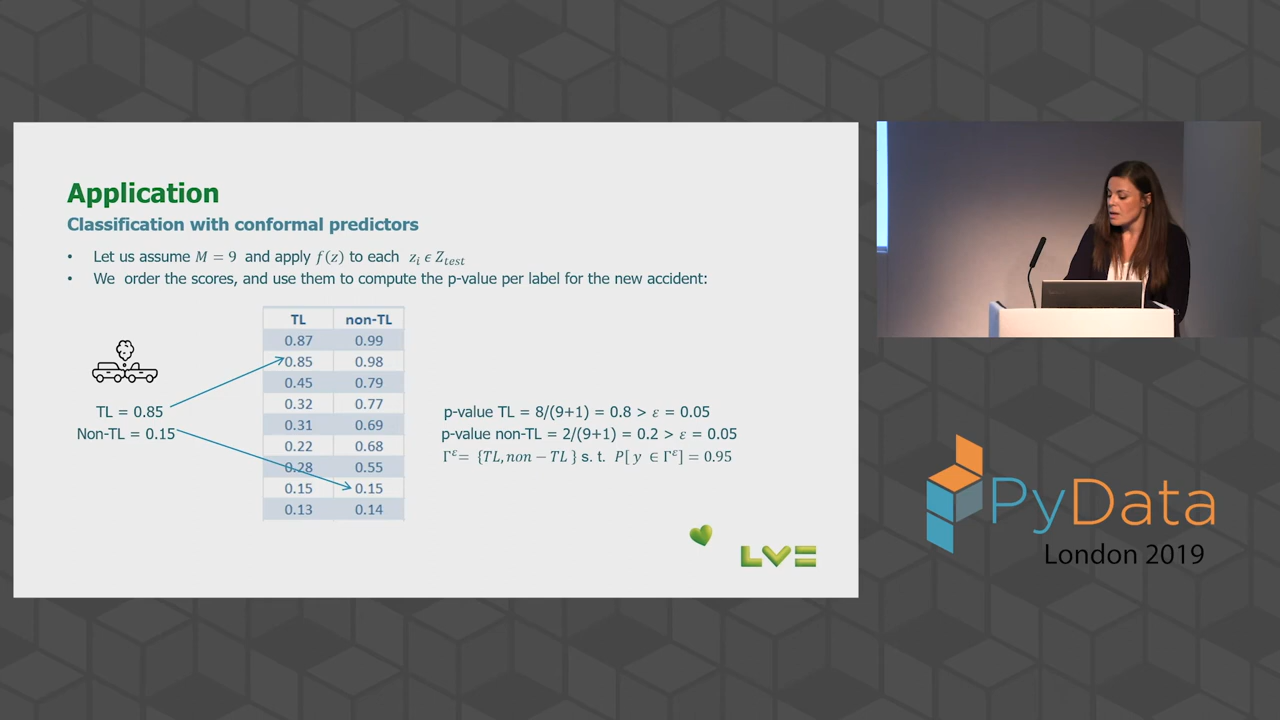 Application
Classification with conformal predictors
• Let us assume M = 9 and apply f(z) to each z_i ϵ Z_test
• We order the scores, and use them to compute the p-value per label for the new accident:
TL non-TL
0.87 0.99
0.85 0.98
0.45 0.79
0.32 0.77
0.31 0.69
0.22 0.68
0.28 0.55
0.15 0.15
0.13 0.14
TL = 0.85
Non-TL = 0.15
p-value TL = 8/(9+1) = 0.8 > ε = 0.05
p-value non-TL = 2/(9+1) = 0.2 > ε = 0.05
Γ^ε= {TL, non − TL } s. t. P[ y ∈ Γ^ε] = 0.95
LVE
PyData
London 2019